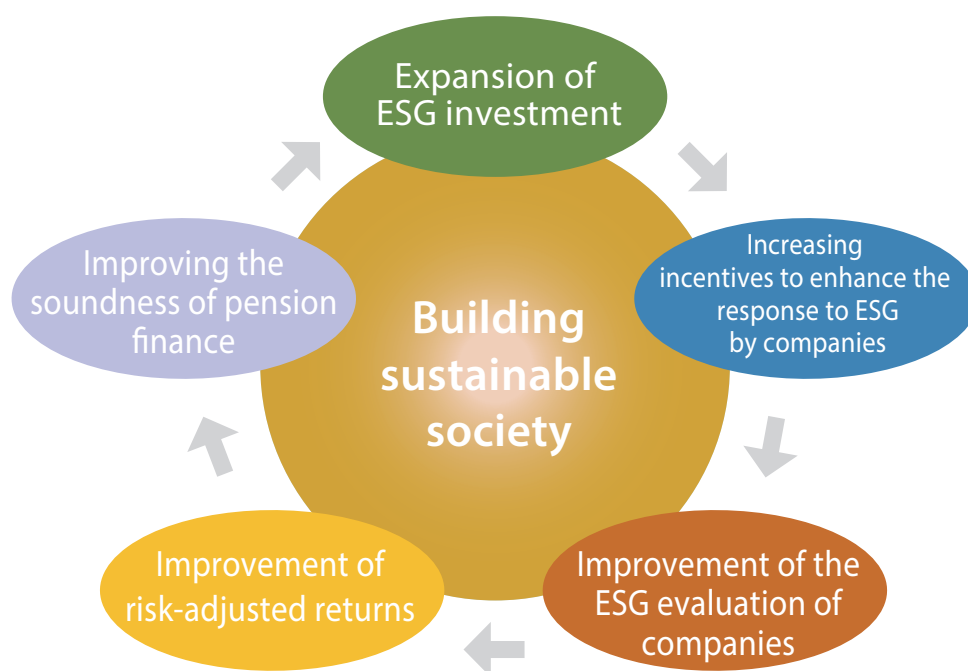 Expansion of
ESG investment
Increasing
incentives to enhance the
response to ESG
by companies
Improvement of the
ESG evaluation of
companies
Improvement of
risk-adjusted returns
Improving the
soundness of pension
finance
Building
sustainable
society